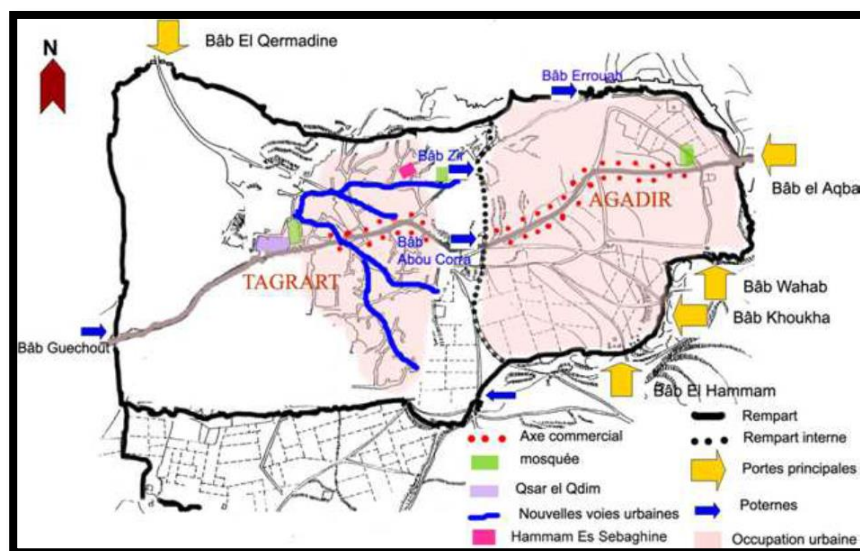 Bâb El Qermadine
N
Bâb Errouah
Bâb Zir
Bâb el Aqba
AGADIR
Bâb
Abou Corra
TAGRART
Bâb Wahab
Bâb Khoukha
Bâb Guechout
Bâb El Hammam
Axe commercial
mosquée
Qsar el Qdim
Nouvelles voies urbaines
Hammam Es Sebaghine
Rempart
Rempart interne
Portes principales
Poternes
Occupation urbaine